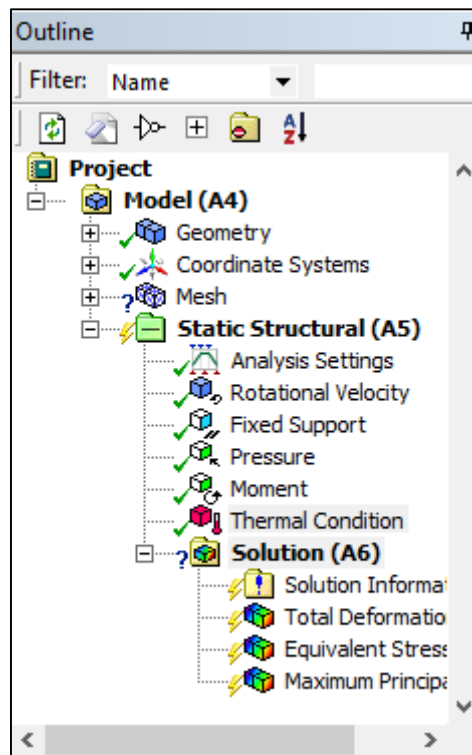 Outline
Filter: Name
Project
Model (A4)
Geometry
Coordinate Systems
Mesh
Static Structural (A5)
Analysis Settings
Rotational Velocity
Fixed Support
Pressure
Moment
Thermal Condition
Solution (A6)
Solution Informat
Total Deformatio
Equivalent Stress
Maximum Principa